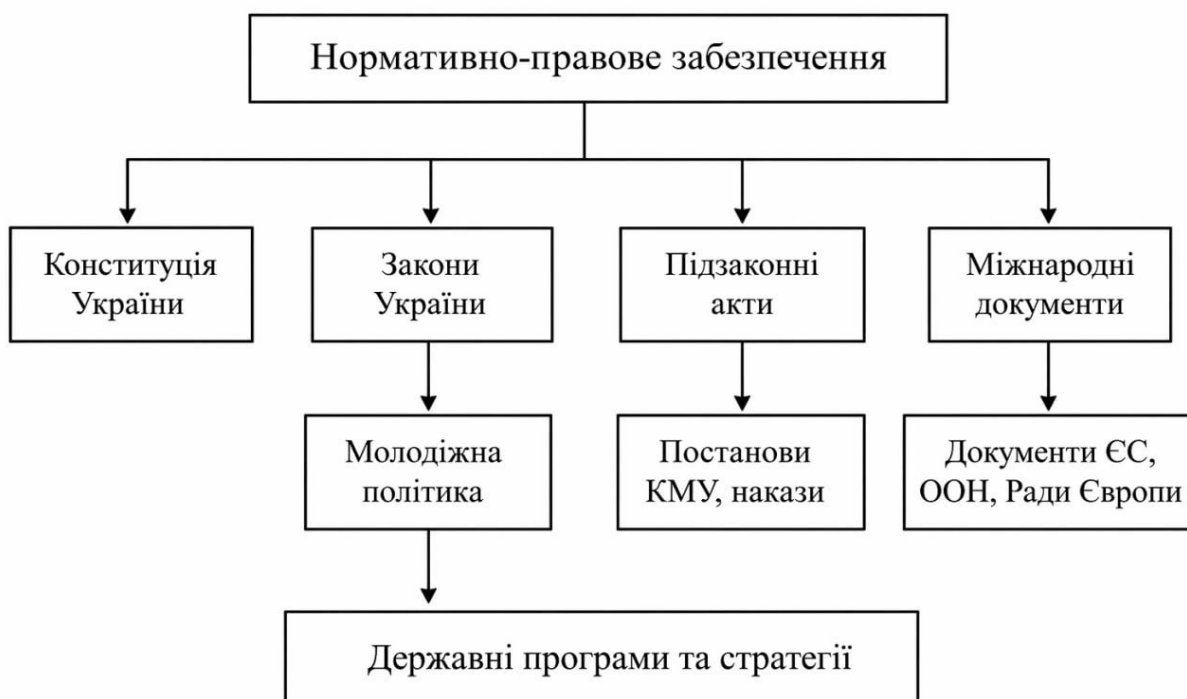 Нормативно-правове забезпечення
Конституція
України
Закони
України
Підзаконні
акти
Міжнародні
документи
Молодіжна
політика
Постанови
КМУ, накази
Документи ЄС,
ООН, Ради Європи
Державні програми та стратегії